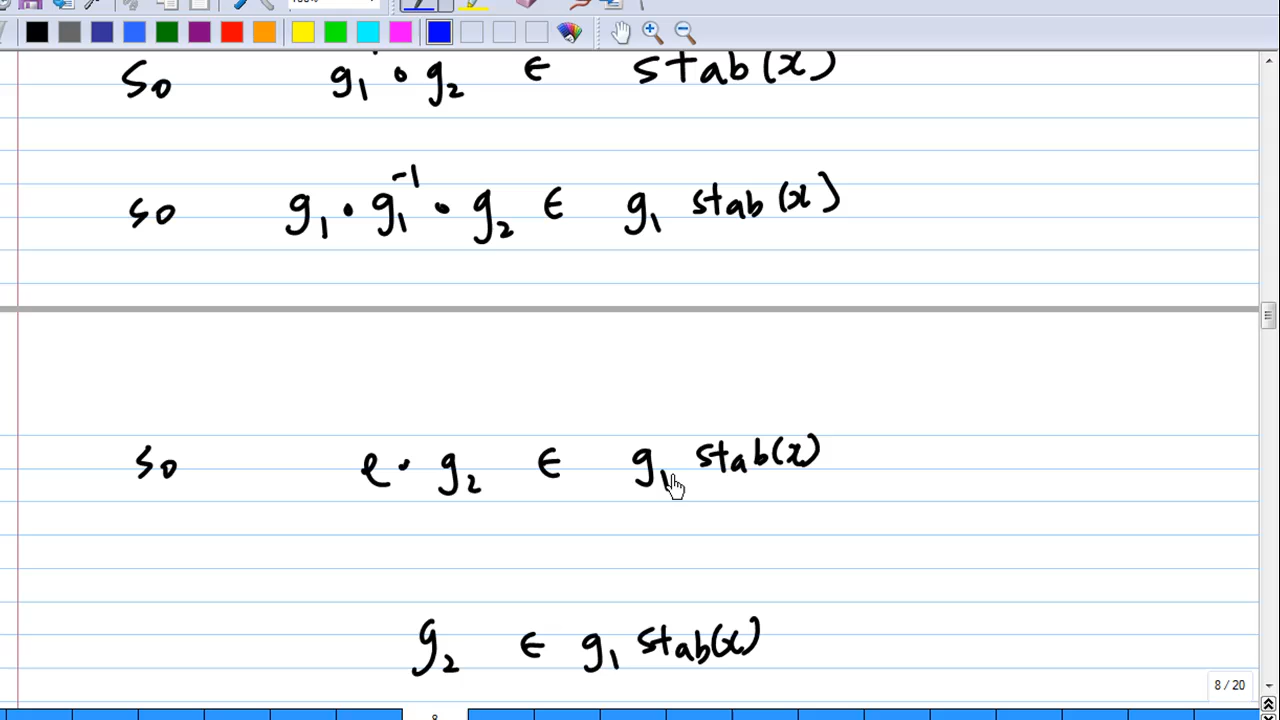 so g₁ · g₂ ∈ stab(x)
so g₁ · g₁⁻¹ · g₂ ∈ g₁ stab(x)
so e · g₂ ∈ g₁ stab(x)
g₂ ∈ g₁ stab(x)
8 / 20